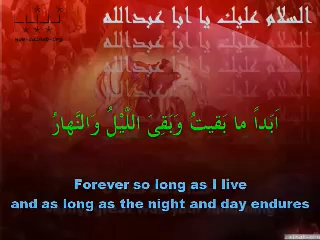 السلام عليك يا ابا عبدالله
أَبَداً ما بَقيتُ وَبَقِىَ اللَّيْلُ وَالنَّهارُ
Forever so long as I live
and as long as the night and day endures